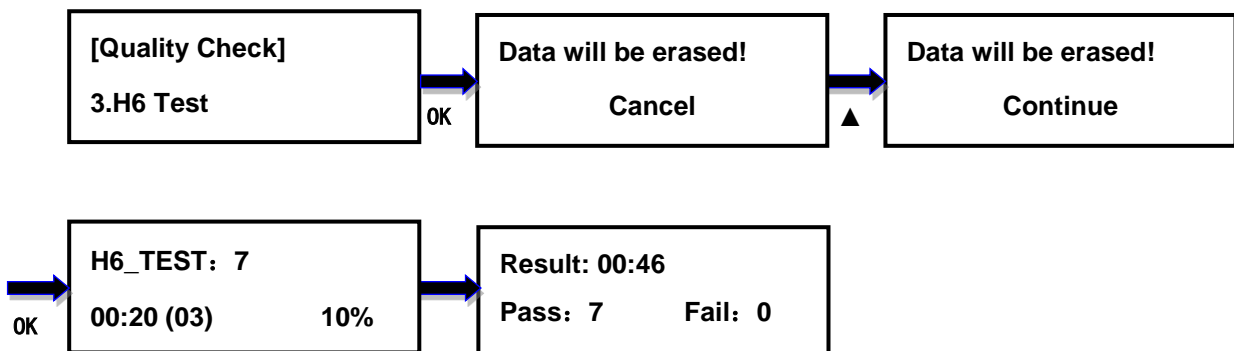 [Quality Check]
3.H6 Test
OK
Data will be erased!
Cancel
▲
Data will be erased!
Continue
OK
H6_TEST：7
00:20 (03) 10%
Result: 00:46
Pass：7 Fail：0